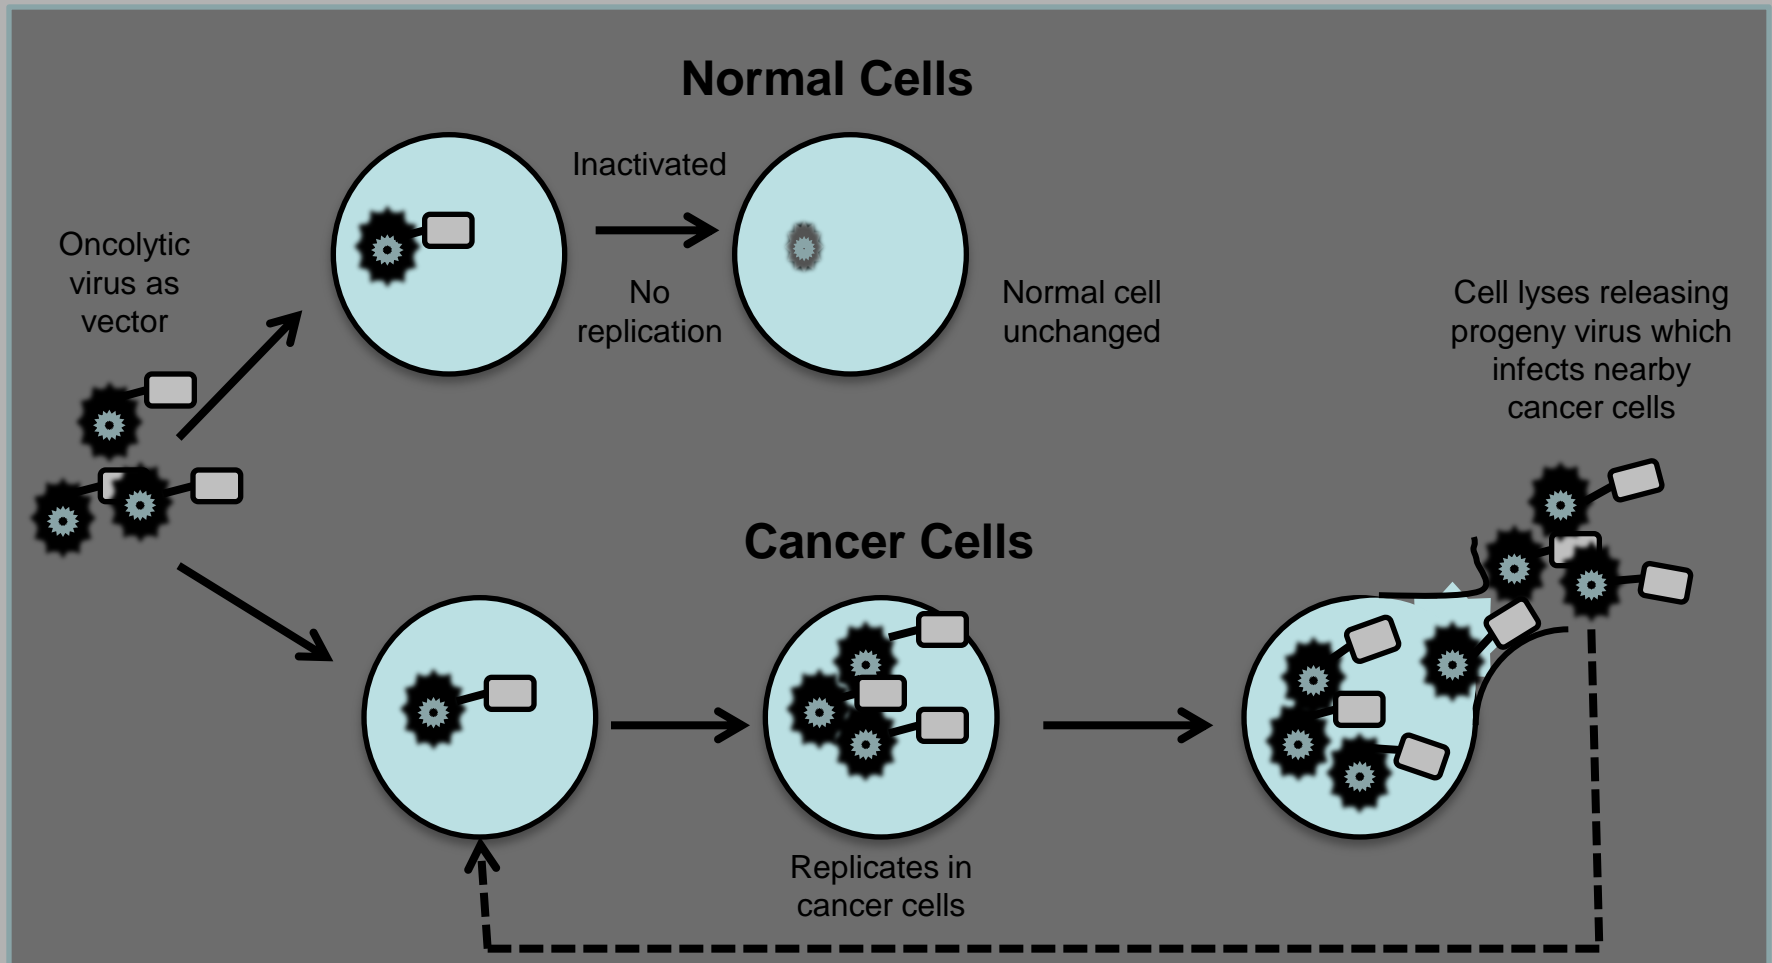 Normal Cells
Inactivated
Oncolytic
virus as
vector
No
replication
Normal cell
unchanged
Cell lyses releasing
progeny virus which
infects nearby
cancer cells
Cancer Cells
Replicates in
cancer cells